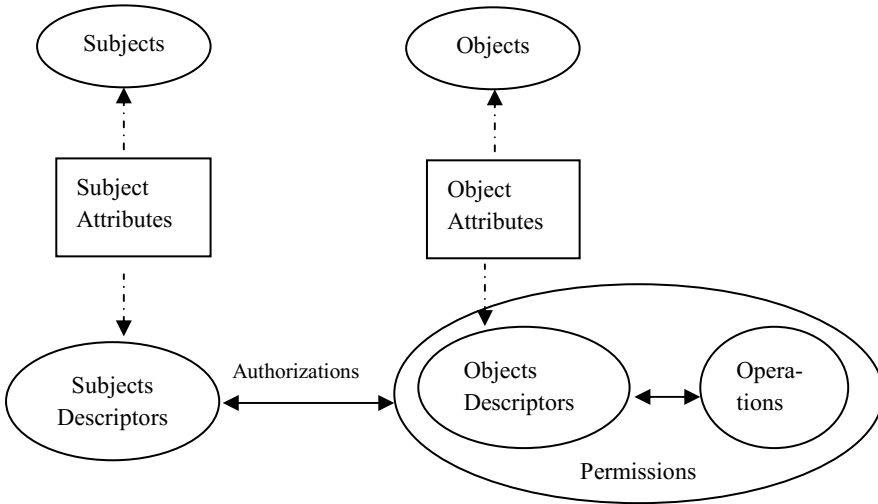 Subjects
Objects
Subject
Attributes
Object
Attributes
Authorizations
Subjects
Descriptors
Objects
Descriptors
Opera-
tions
Permissions